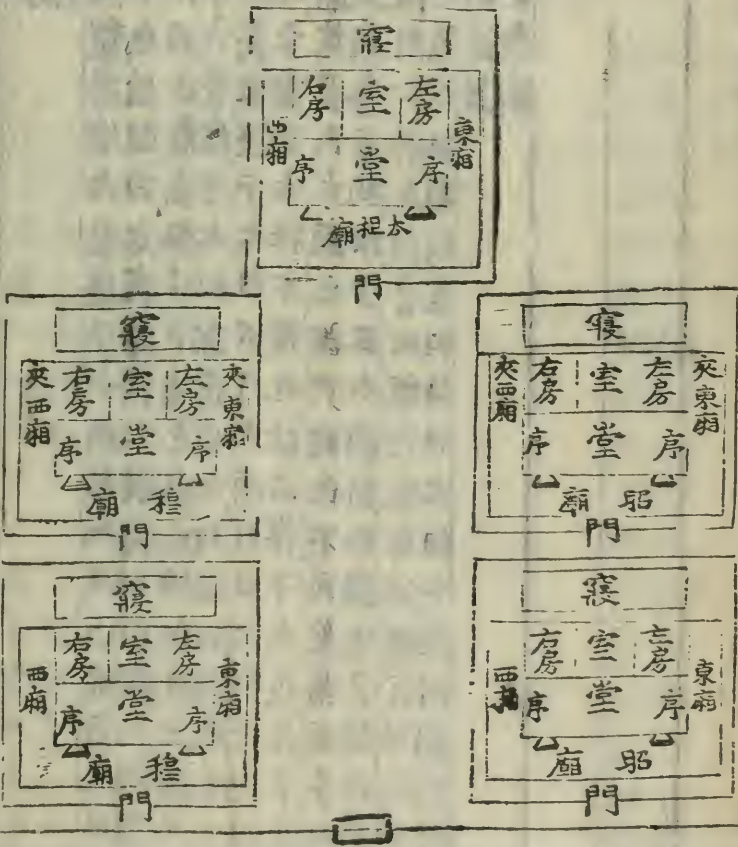 寢
右房 室 左房
西廂 東廂
序 堂 序
廟祖太
門
寢
夾西廂 右房 室 左房 夾東廂
序 堂 序
廟 穆
門
寢
夾西廂 右房 室 左房 夾東廂
序 堂 序
廟 昭
門
寢
西廂 右房 室 左房 東廂
序 堂 序
廟 穆
門
寢
西廂 右房 室 左房 東廂
序 堂 序
廟 昭
門